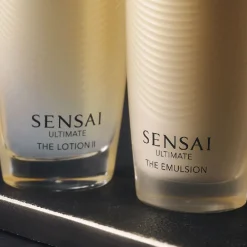 SENSAI
ULTIMATE
THE LOTION II
SENSAI
ULTIMATE
THE EMULSION